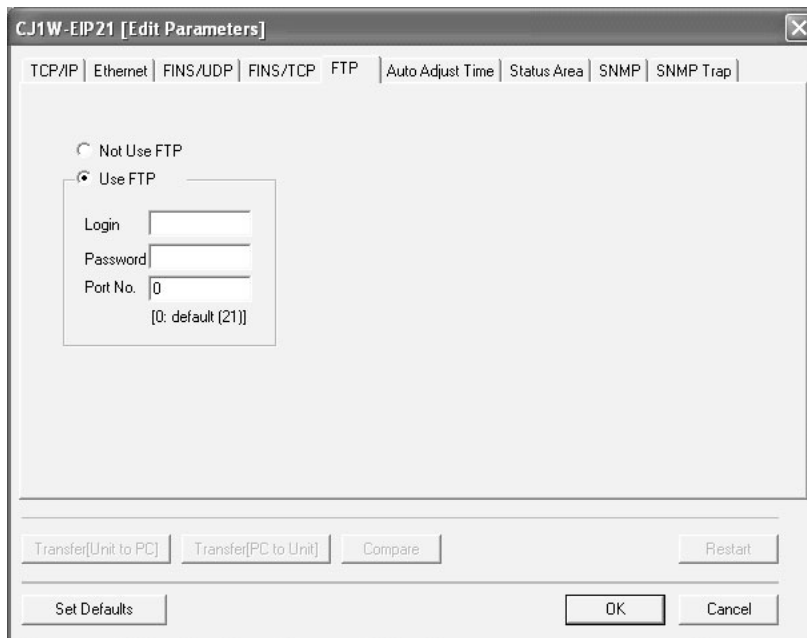 CJ1W-EIP21 [Edit Parameters]
TCP/IP Ethernet FINS/UDP FINS/TCP FTP Auto Adjust Time Status Area SNMP SNMP Trap
Not Use FTP
Use FTP
Login
Password
Port No. 0
[0: default (21)]
Transfer[Unit to PC] Transfer[PC to Unit] Compare Restart
Set Defaults OK Cancel